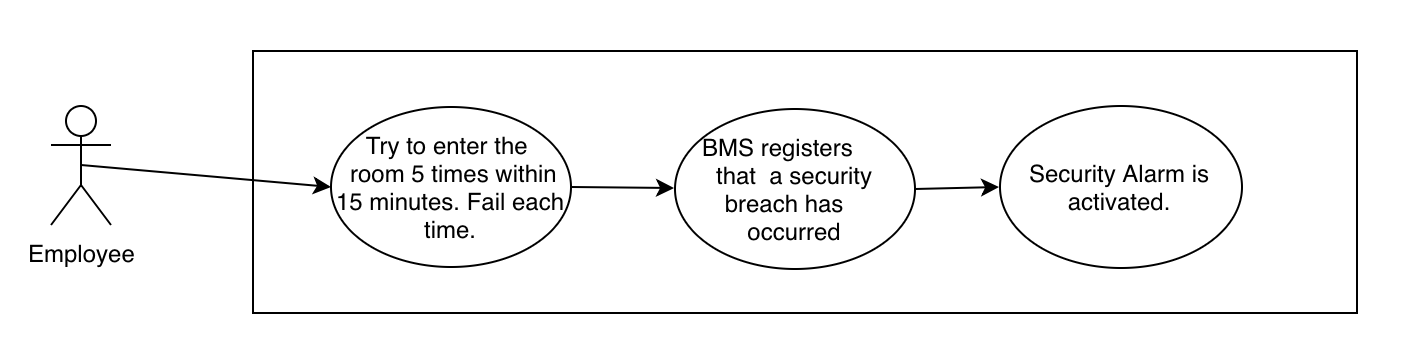 Employee
Try to enter the
room 5 times within
15 minutes. Fail each
time.
BMS registers
that a security
breach has
occurred
Security Alarm is
activated.